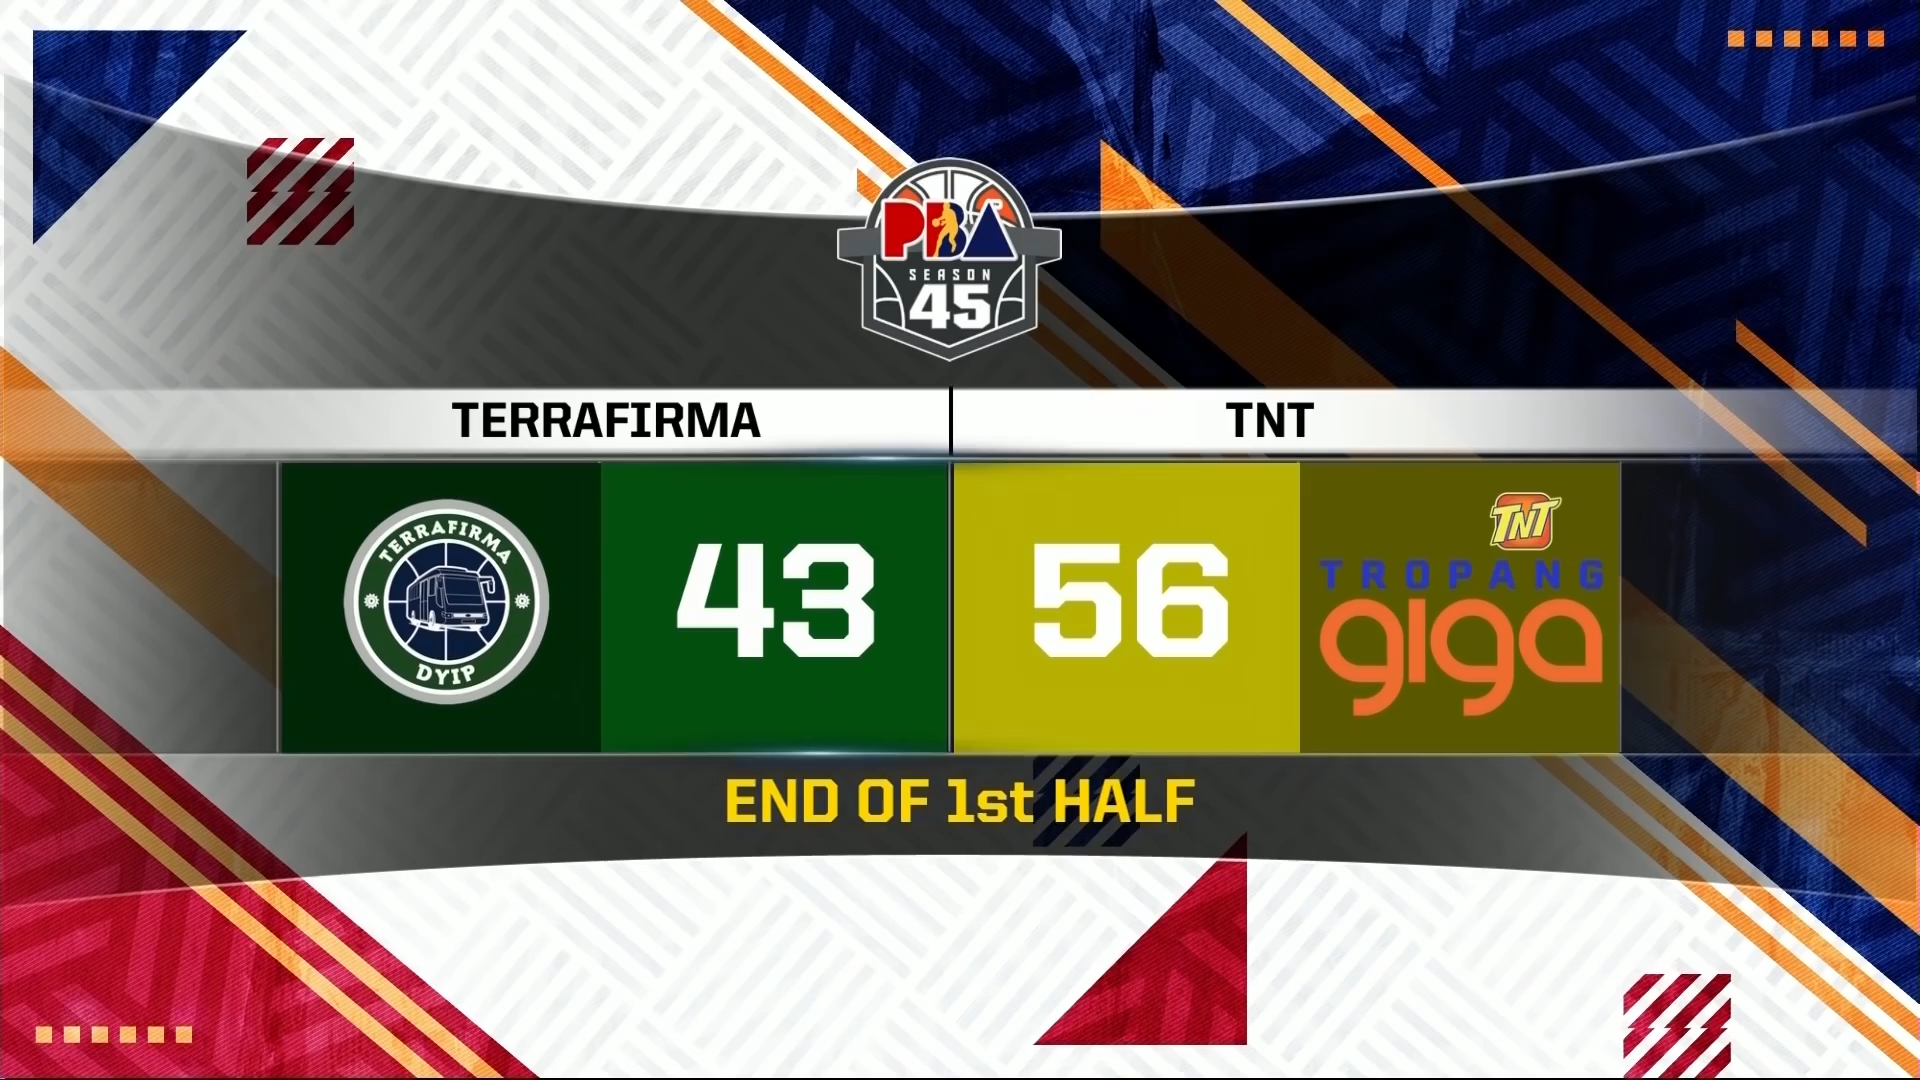 PBA
SEASON
45
TERRAFIRMA
TNT
TERRAFIRMA
DYIP
43
56
TNT
TROPANG
giga
END OF 1st HALF